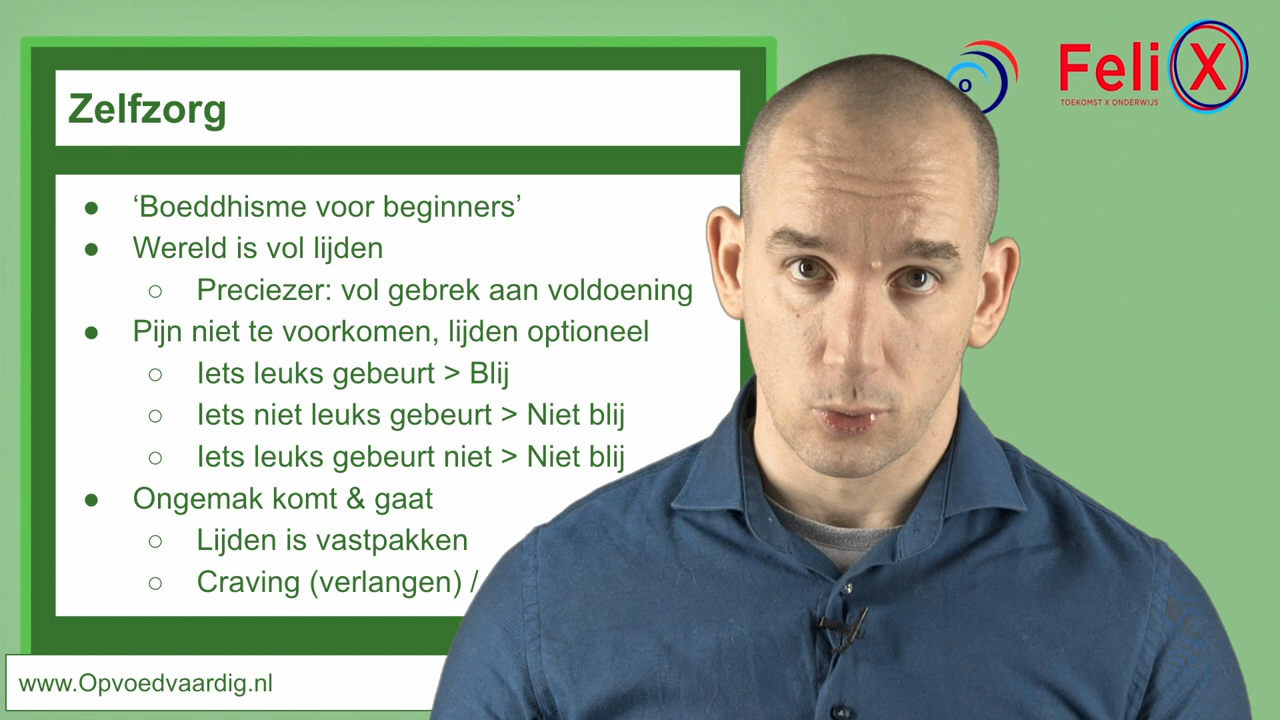 Zelfzorg
FeliX
TOEKOMST X ONDERWIJS
● ‘Boeddhisme voor beginners’
● Wereld is vol lijden
○ Preciezer: vol gebrek aan voldoening
● Pijn niet te voorkomen, lijden optioneel
○ Iets leuks gebeurt > Blij
○ Iets niet leuks gebeurt > Niet blij
○ Iets leuks gebeurt niet > Niet blij
● Ongemak komt & gaat
○ Lijden is vastpakken
○ Craving (verlangen) /
www.Opvoedvaardig.nl